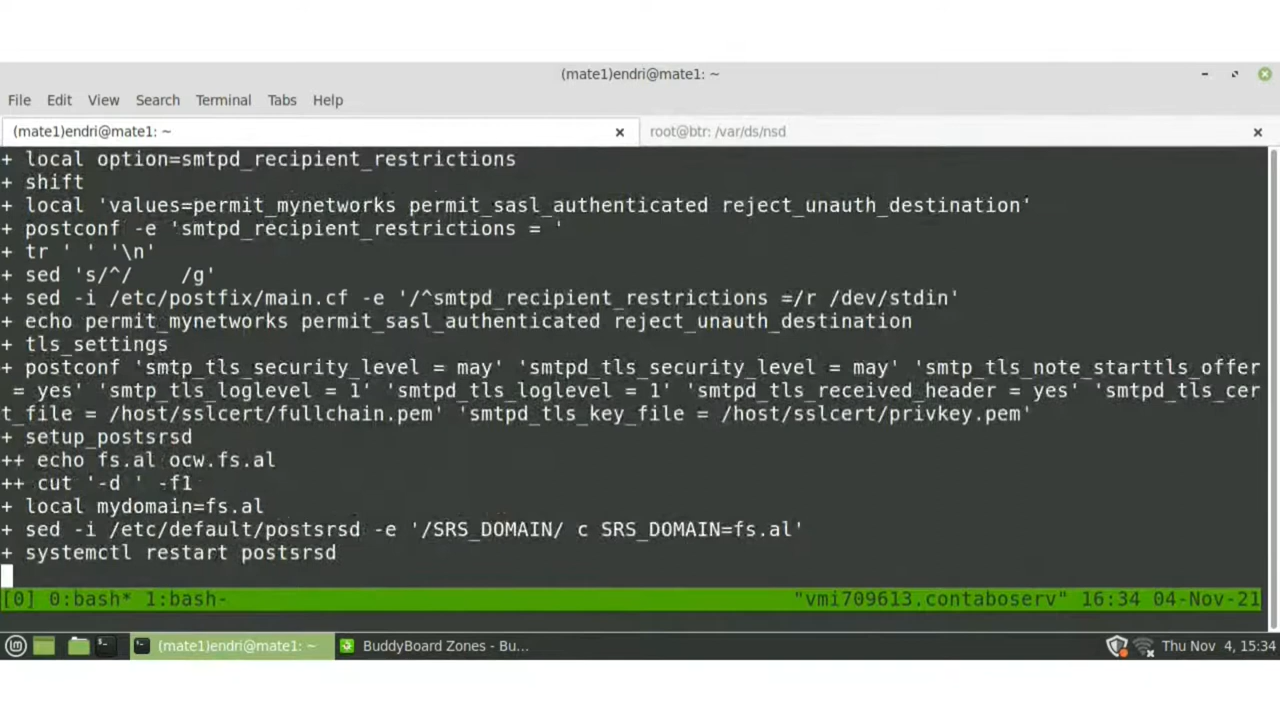 (mate1)endri@mate1: ~
File Edit View Search Terminal Tabs Help
(mate1)endri@mate1: ~ × root@btr: /var/ds/nsd ×
+ local option=smtpd_recipient_restrictions
+ shift
+ local 'values=permit_mynetworks permit_sasl_authenticated reject_unauth_destination'
+ postconf -e 'smtpd_recipient_restrictions = '
+ tr ' ' '\n'
+ sed 's/^/    /g'
+ sed -i /etc/postfix/main.cf -e '/^smtpd_recipient_restrictions =/r /dev/stdin'
+ echo permit_mynetworks permit_sasl_authenticated reject_unauth_destination
+ tls_settings
+ postconf 'smtp_tls_security_level = may' 'smtpd_tls_security_level = may' 'smtp_tls_note_starttls_offer
= yes' 'smtp_tls_loglevel = 1' 'smtpd_tls_loglevel = 1' 'smtpd_tls_received_header = yes' 'smtpd_tls_cer
t_file = /host/sslcert/fullchain.pem' 'smtpd_tls_key_file = /host/sslcert/privkey.pem'
+ setup_postsrsd
++ echo fs.al ocw.fs.al
++ cut '-d ' -f1
+ local mydomain=fs.al
+ sed -i /etc/default/postsrsd -e '/SRS_DOMAIN/ c SRS_DOMAIN=fs.al'
+ systemctl restart postsrsd
[0] 0:bash* 1:bash- "vmi709613.contaboserv" 16:34 04-Nov-21
(mate1)endri@mate1: ~ BuddyBoard Zones - Bu... Thu Nov 4, 15:34